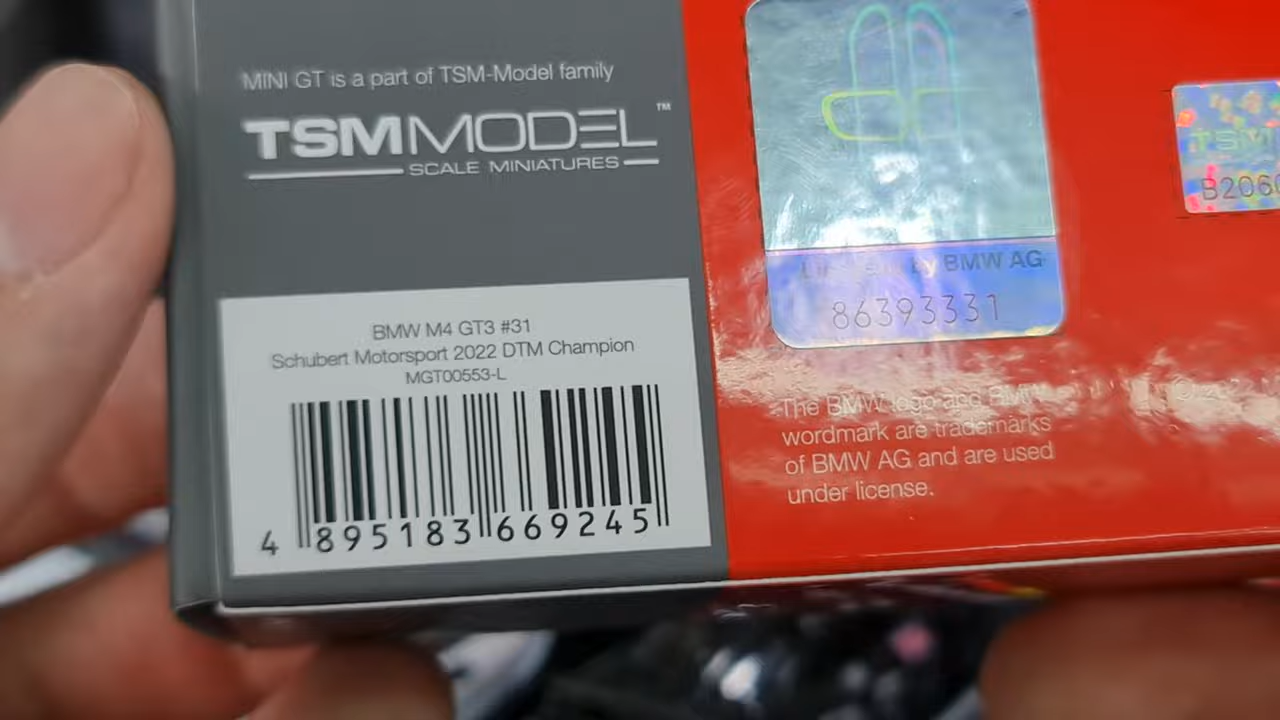 MINI GT is a part of TSM-Model family
TSMMODEL™
SCALE MINIATURES
BMW M4 GT3 #31
Schubert Motorsport 2022 DTM Champion
MGT00553-L
4 895183 669245
by BMW AG
86393331
The BMW logo and BMW
wordmark are trademarks
of BMW AG and are used
under license.
TSM
B206